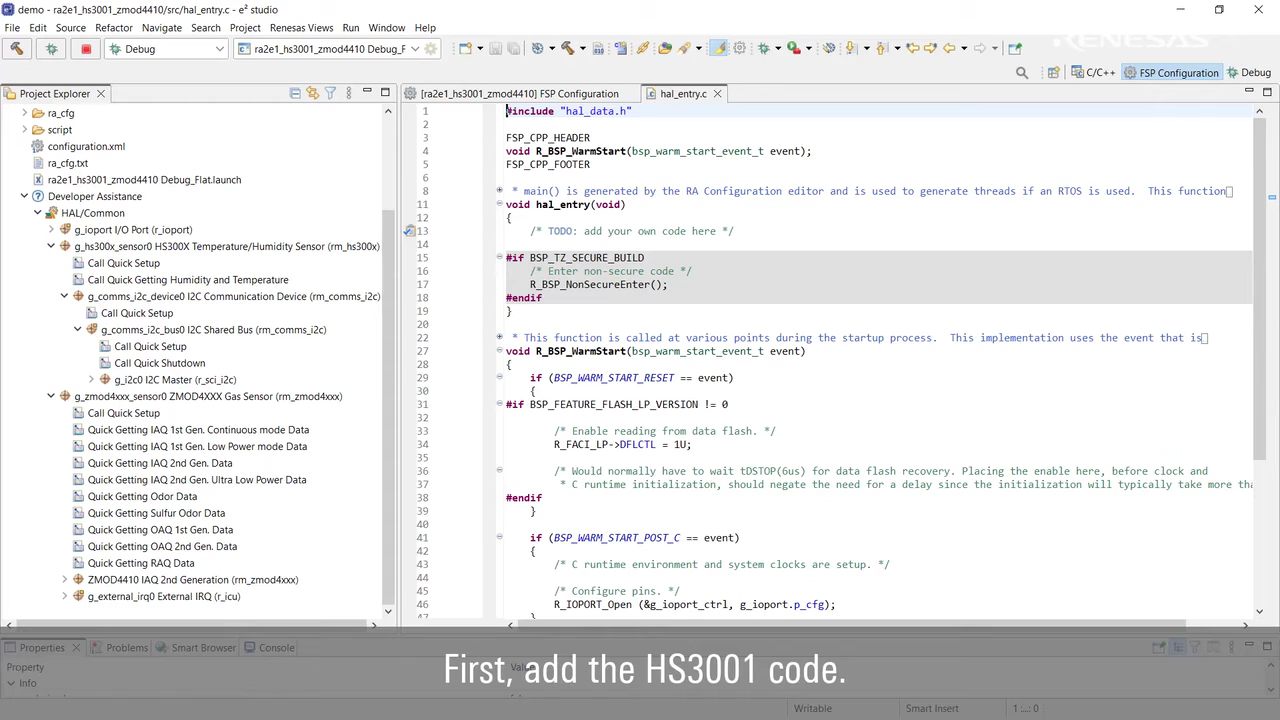 demo - ra2e1_hs3001_zmod4410/src/hal_entry.c - e² studio
File Edit Source Refactor Navigate Search Project Renesas Views Run Window Help
Debug ra2e1_hs3001_zmod4410 Debug_F
RENESAS
C/C++ FSP Configuration Debug
Project Explorer
[ra2e1_hs3001_zmod4410] FSP Configuration hal_entry.c
ra_cfg
script
configuration.xml
ra_cfg.txt
ra2e1_hs3001_zmod4410 Debug_Flat.launch
Developer Assistance
HAL/Common
g_ioport I/O Port (r_ioport)
g_hs300x_sensor0 HS300X Temperature/Humidity Sensor (rm_hs300x)
Call Quick Setup
Call Quick Getting Humidity and Temperature
g_comms_i2c_device0 I2C Communication Device (rm_comms_i2c)
Call Quick Setup
g_comms_i2c_bus0 I2C Shared Bus (rm_comms_i2c)
Call Quick Setup
Call Quick Shutdown
g_i2c0 I2C Master (r_sci_i2c)
g_zmod4xxx_sensor0 ZMOD4XXX Gas Sensor (rm_zmod4xxx)
Call Quick Setup
Quick Getting IAQ 1st Gen. Continuous mode Data
Quick Getting IAQ 1st Gen. Low Power mode Data
Quick Getting IAQ 2nd Gen. Data
Quick Getting IAQ 2nd Gen. Ultra Low Power Data
Quick Getting Odor Data
Quick Getting Sulfur Odor Data
Quick Getting OAQ 1st Gen. Data
Quick Getting OAQ 2nd Gen. Data
Quick Getting RAQ Data
ZMOD4410 IAQ 2nd Generation (rm_zmod4xxx)
g_external_irq0 External IRQ (r_icu)
1 #include "hal_data.h"
2
3 FSP_CPP_HEADER
4 void R_BSP_WarmStart(bsp_warm_start_event_t event);
5 FSP_CPP_FOOTER
6
8 * main() is generated by the RA Configuration editor and is used to generate threads if an RTOS is used.  This function
11 void hal_entry(void)
12 {
13 /* TODO: add your own code here */
14
15 #if BSP_TZ_SECURE_BUILD
16 /* Enter non-secure code */
17 R_BSP_NonSecureEnter();
18 #endif
19 }
20
22 * This function is called at various points during the startup process.  This implementation uses the event that is
27 void R_BSP_WarmStart(bsp_warm_start_event_t event)
28 {
29 if (BSP_WARM_START_RESET == event)
30 {
31 #if BSP_FEATURE_FLASH_LP_VERSION != 0
32
33 /* Enable reading from data flash. */
34 R_FACI_LP->DFLCTL = 1U;
35
36 /* Would normally have to wait tDSTOP(6us) for data flash recovery. Placing the enable here, before clock and
37 * C runtime initialization, should negate the need for a delay since the initialization will typically take more tha
38 #endif
39 }
40
41 if (BSP_WARM_START_POST_C == event)
42 {
43 /* C runtime environment and system clocks are setup. */
44
45 /* Configure pins. */
46 R_IOPORT_Open (&g_ioport_ctrl, g_ioport.p_cfg);
47 }
Properties Problems Smart Browser Console
Property Val
Info
First, add the HS3001 code.
Writable Smart Insert 1 : 0